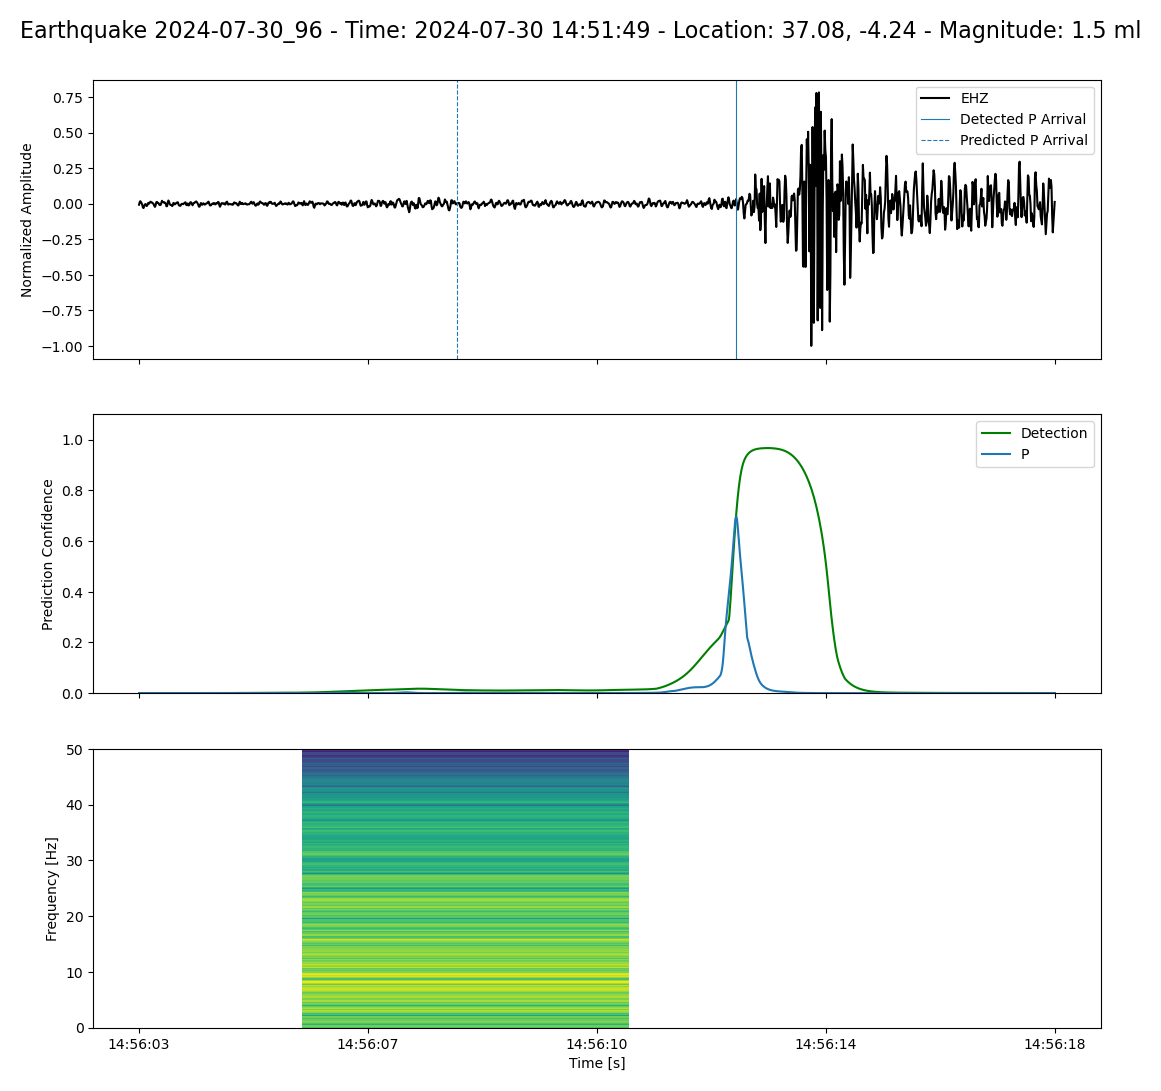 Earthquake 2024-07-30_96 - Time: 2024-07-30 14:51:49 - Location: 37.08, -4.24 - Magnitude: 1.5 ml
Normalized Amplitude
0.75
0.50
0.25
0.00
−0.25
−0.50
−0.75
−1.00
EHZ
Detected P Arrival
Predicted P Arrival
Prediction Confidence
1.0
0.8
0.6
0.4
0.2
0.0
Detection
P
Frequency [Hz]
50
40
30
20
10
0
14:56:03 14:56:07 14:56:10 14:56:14 14:56:18
Time [s]